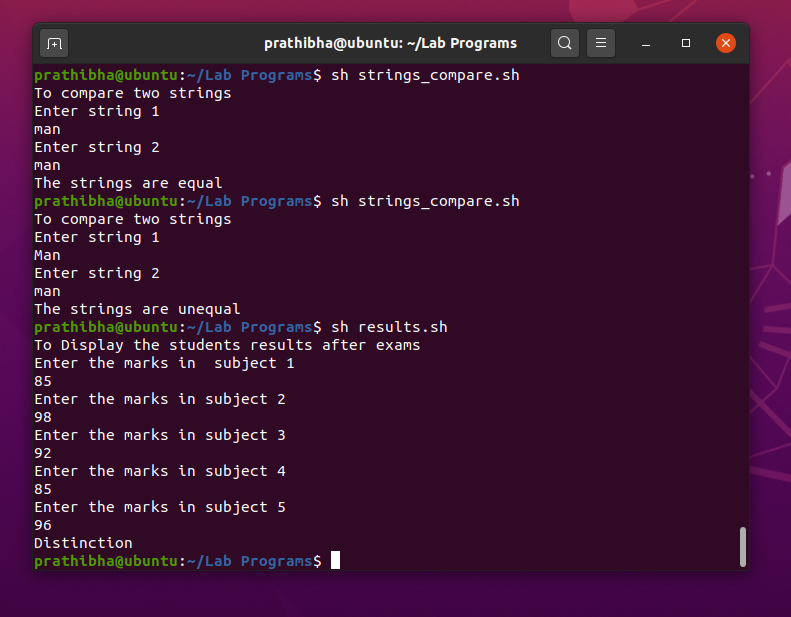 prathibha@ubuntu: ~/Lab Programs
prathibha@ubuntu:~/Lab Programs$ sh strings_compare.sh
To compare two strings
Enter string 1
man
Enter string 2
man
The strings are equal
prathibha@ubuntu:~/Lab Programs$ sh strings_compare.sh
To compare two strings
Enter string 1
Man
Enter string 2
man
The strings are unequal
prathibha@ubuntu:~/Lab Programs$ sh results.sh
To Display the students results after exams
Enter the marks in  subject 1
85
Enter the marks in subject 2
98
Enter the marks in subject 3
92
Enter the marks in subject 4
85
Enter the marks in subject 5
96
Distinction
prathibha@ubuntu:~/Lab Programs$